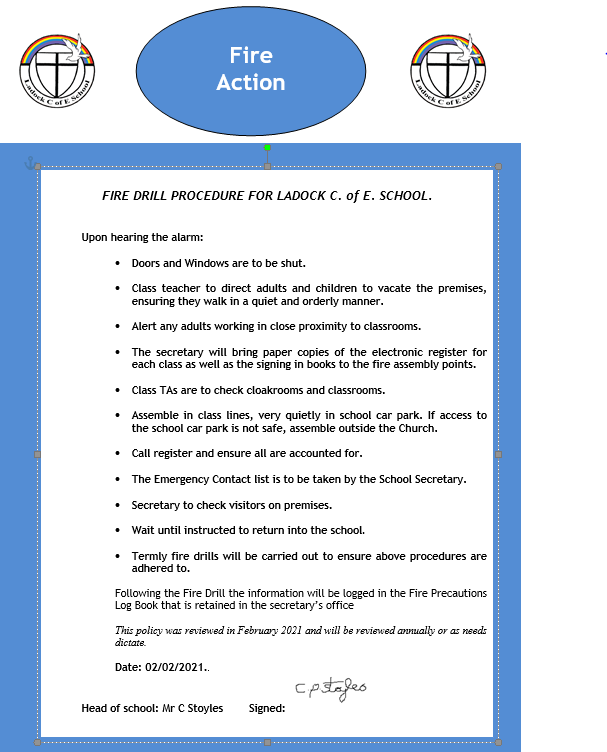 Fire
Action
Ladock C of E School
Ladock C of E School
FIRE DRILL PROCEDURE FOR LADOCK C. of E. SCHOOL.
Upon hearing the alarm:
• Doors and Windows are to be shut.
• Class teacher to direct adults and children to vacate the premises,
ensuring they walk in a quiet and orderly manner.
• Alert any adults working in close proximity to classrooms.
• The secretary will bring paper copies of the electronic register for
each class as well as the signing in books to the fire assembly points.
• Class TAs are to check cloakrooms and classrooms.
• Assemble in class lines, very quietly in school car park. If access to
the school car park is not safe, assemble outside the Church.
• Call register and ensure all are accounted for.
• The Emergency Contact list is to be taken by the School Secretary.
• Secretary to check visitors on premises.
• Wait until instructed to return into the school.
• Termly fire drills will be carried out to ensure above procedures are
adhered to.
Following the Fire Drill the information will be logged in the Fire Precautions
Log Book that is retained in the secretary's office
This policy was reviewed in February 2021 and will be reviewed annually or as needs
dictate.
Date: 02/02/2021..
C P Stoyles
Head of school: Mr C Stoyles Signed: